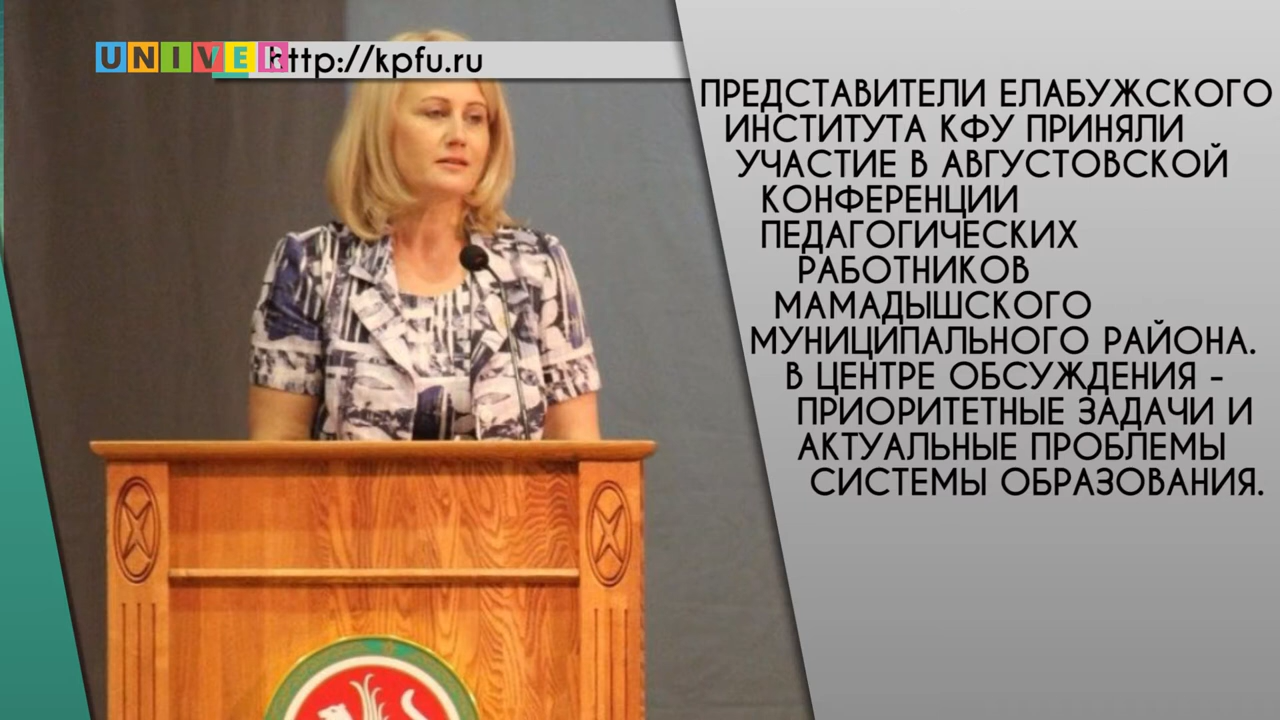 UNIVER http://kpfu.ru
ПРЕДСТАВИТЕЛИ ЕЛАБУЖСКОГО
ИНСТИТУТА КФУ ПРИНЯЛИ
УЧАСТИЕ В АВГУСТОВСКОЙ
КОНФЕРЕНЦИИ
ПЕДАГОГИЧЕСКИХ
РАБОТНИКОВ
МАМАДЫШСКОГО
МУНИЦИПАЛЬНОГО РАЙОНА.
В ЦЕНТРЕ ОБСУЖДЕНИЯ -
ПРИОРИТЕТНЫЕ ЗАДАЧИ И
АКТУАЛЬНЫЕ ПРОБЛЕМЫ
СИСТЕМЫ ОБРАЗОВАНИЯ.